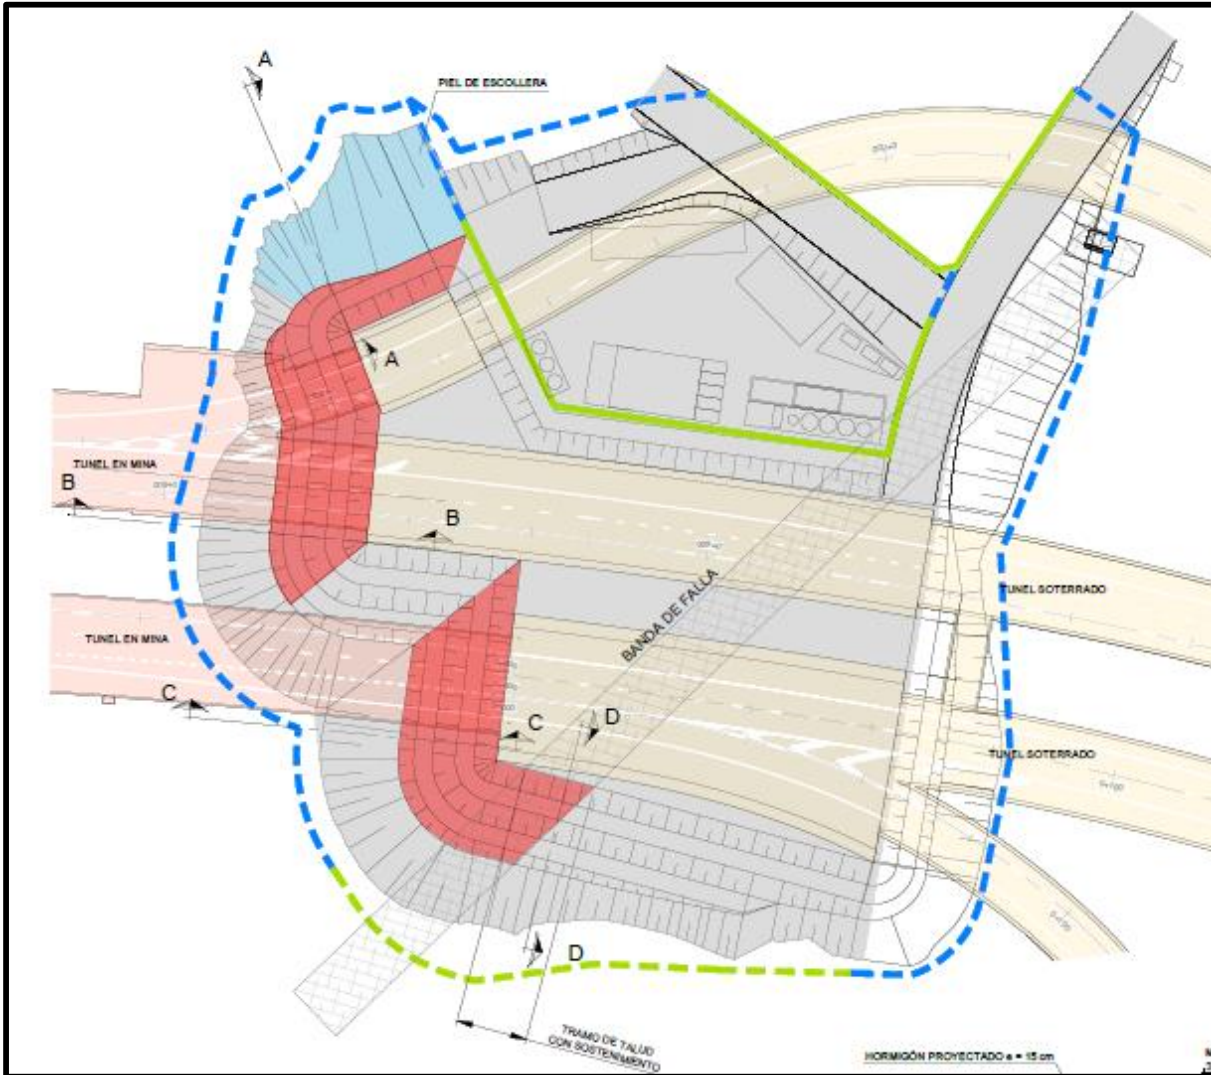 A
PIEL DE ESCOLLERA
A
TUNEL EN MINA
B
B
BANDA DE FALLA
TUNEL SOTERRADO
TUNEL EN MINA
C
C
D
TUNEL SOTERRADO
D
TRAMO DE TALUD
CON SOSTENIMIENTO
HORMIGÓN PROYECTADO e = 15 cm